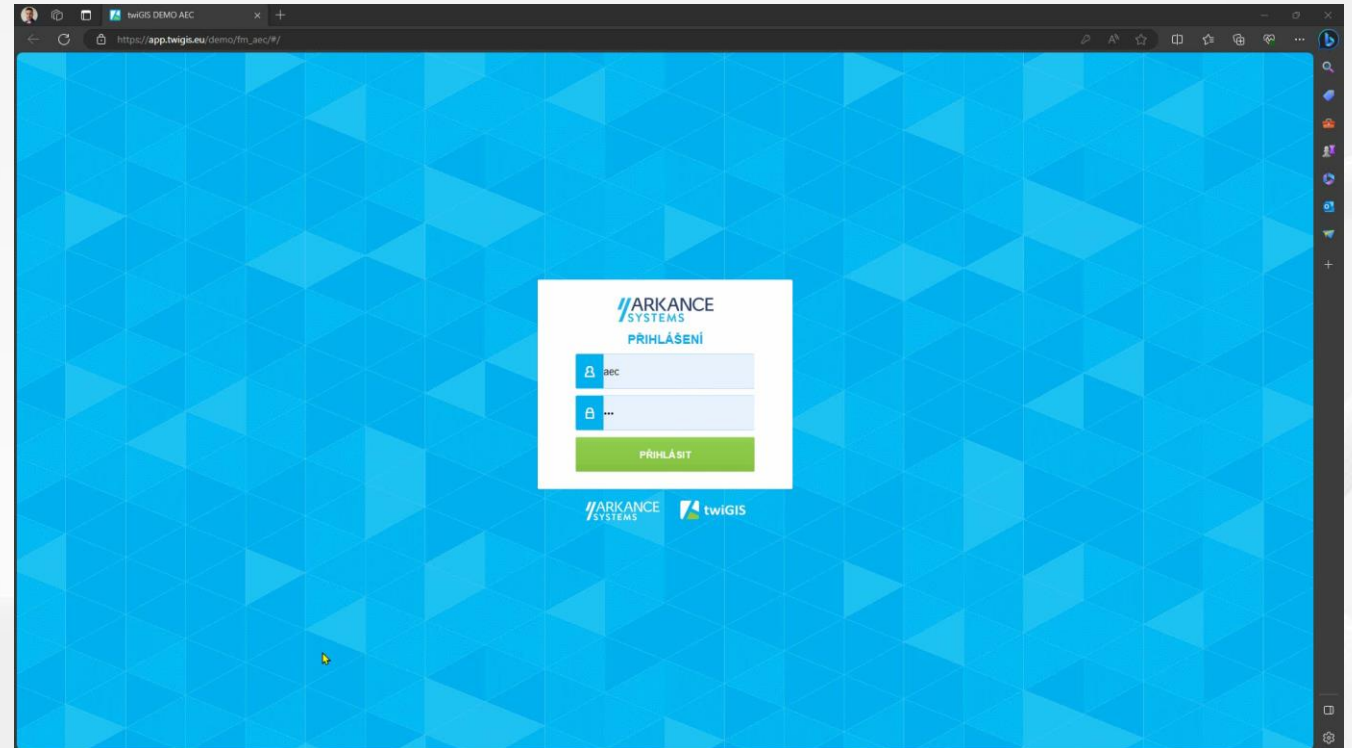 twiGIS DEMO AEC
https://app.twigis.eu/demo/fm_aec/#/
ARKANCE
SYSTEMS
PŘIHLÁŠENÍ
aec
•••
PŘIHLÁSIT
ARKANCE
SYSTEMS
twiGIS